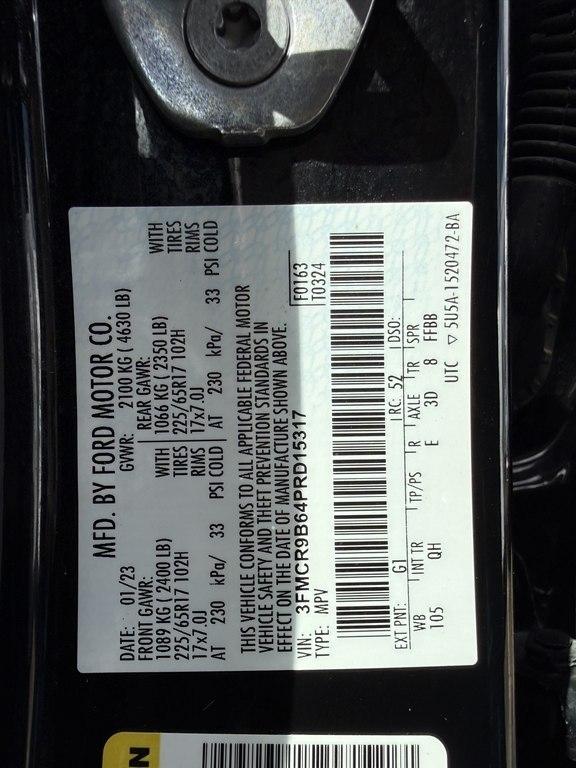 MFD. BY FORD MOTOR CO.
DATE: 01/23 GVWR: 2100 KG ( 4630 LB)
FRONT GAWR: REAR GAWR:
1089 KG ( 2400 LB) WITH 1066 KG ( 2350 LB) WITH
225/65R17 102H TIRES 225/65R17 102H TIRES
17x7.0J RIMS 17x7.0J RIMS
AT 230 kPa/ 33 PSI COLD AT 230 kPa/ 33 PSI COLD
THIS VEHICLE CONFORMS TO ALL APPLICABLE FEDERAL MOTOR
VEHICLE SAFETY AND THEFT PREVENTION STANDARDS IN
EFFECT ON THE DATE OF MANUFACTURE SHOWN ABOVE.
VIN: 3FMCR9B64PRD15317 F0163
TYPE: MPV T0324
EXT PNT: G1 RC: 52 DSO:
WB INT TR TP/PS R AXLE TR SPR
105 QH E 3D 8 FFBB
UTC ▽ 5U5A-1520472-BA
N